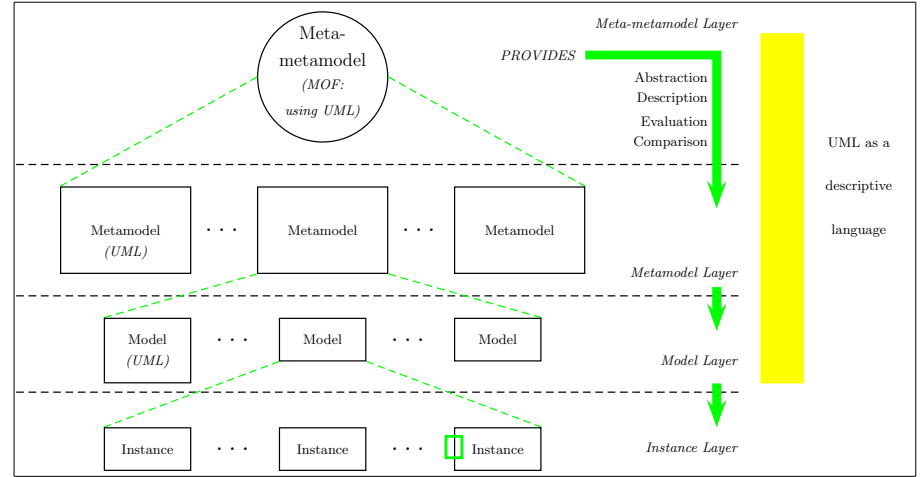 Meta-
metamodel
(MOF:
using UML)
Meta-metamodel Layer
PROVIDES
Abstraction
Description
Evaluation
Comparison
UML as a
descriptive
language
Metamodel
(UML)
. . .
Metamodel
. . .
Metamodel
Metamodel Layer
Model
(UML)
. . .
Model
. . .
Model
Model Layer
Instance
. . .
Instance
. . .
Instance
Instance Layer